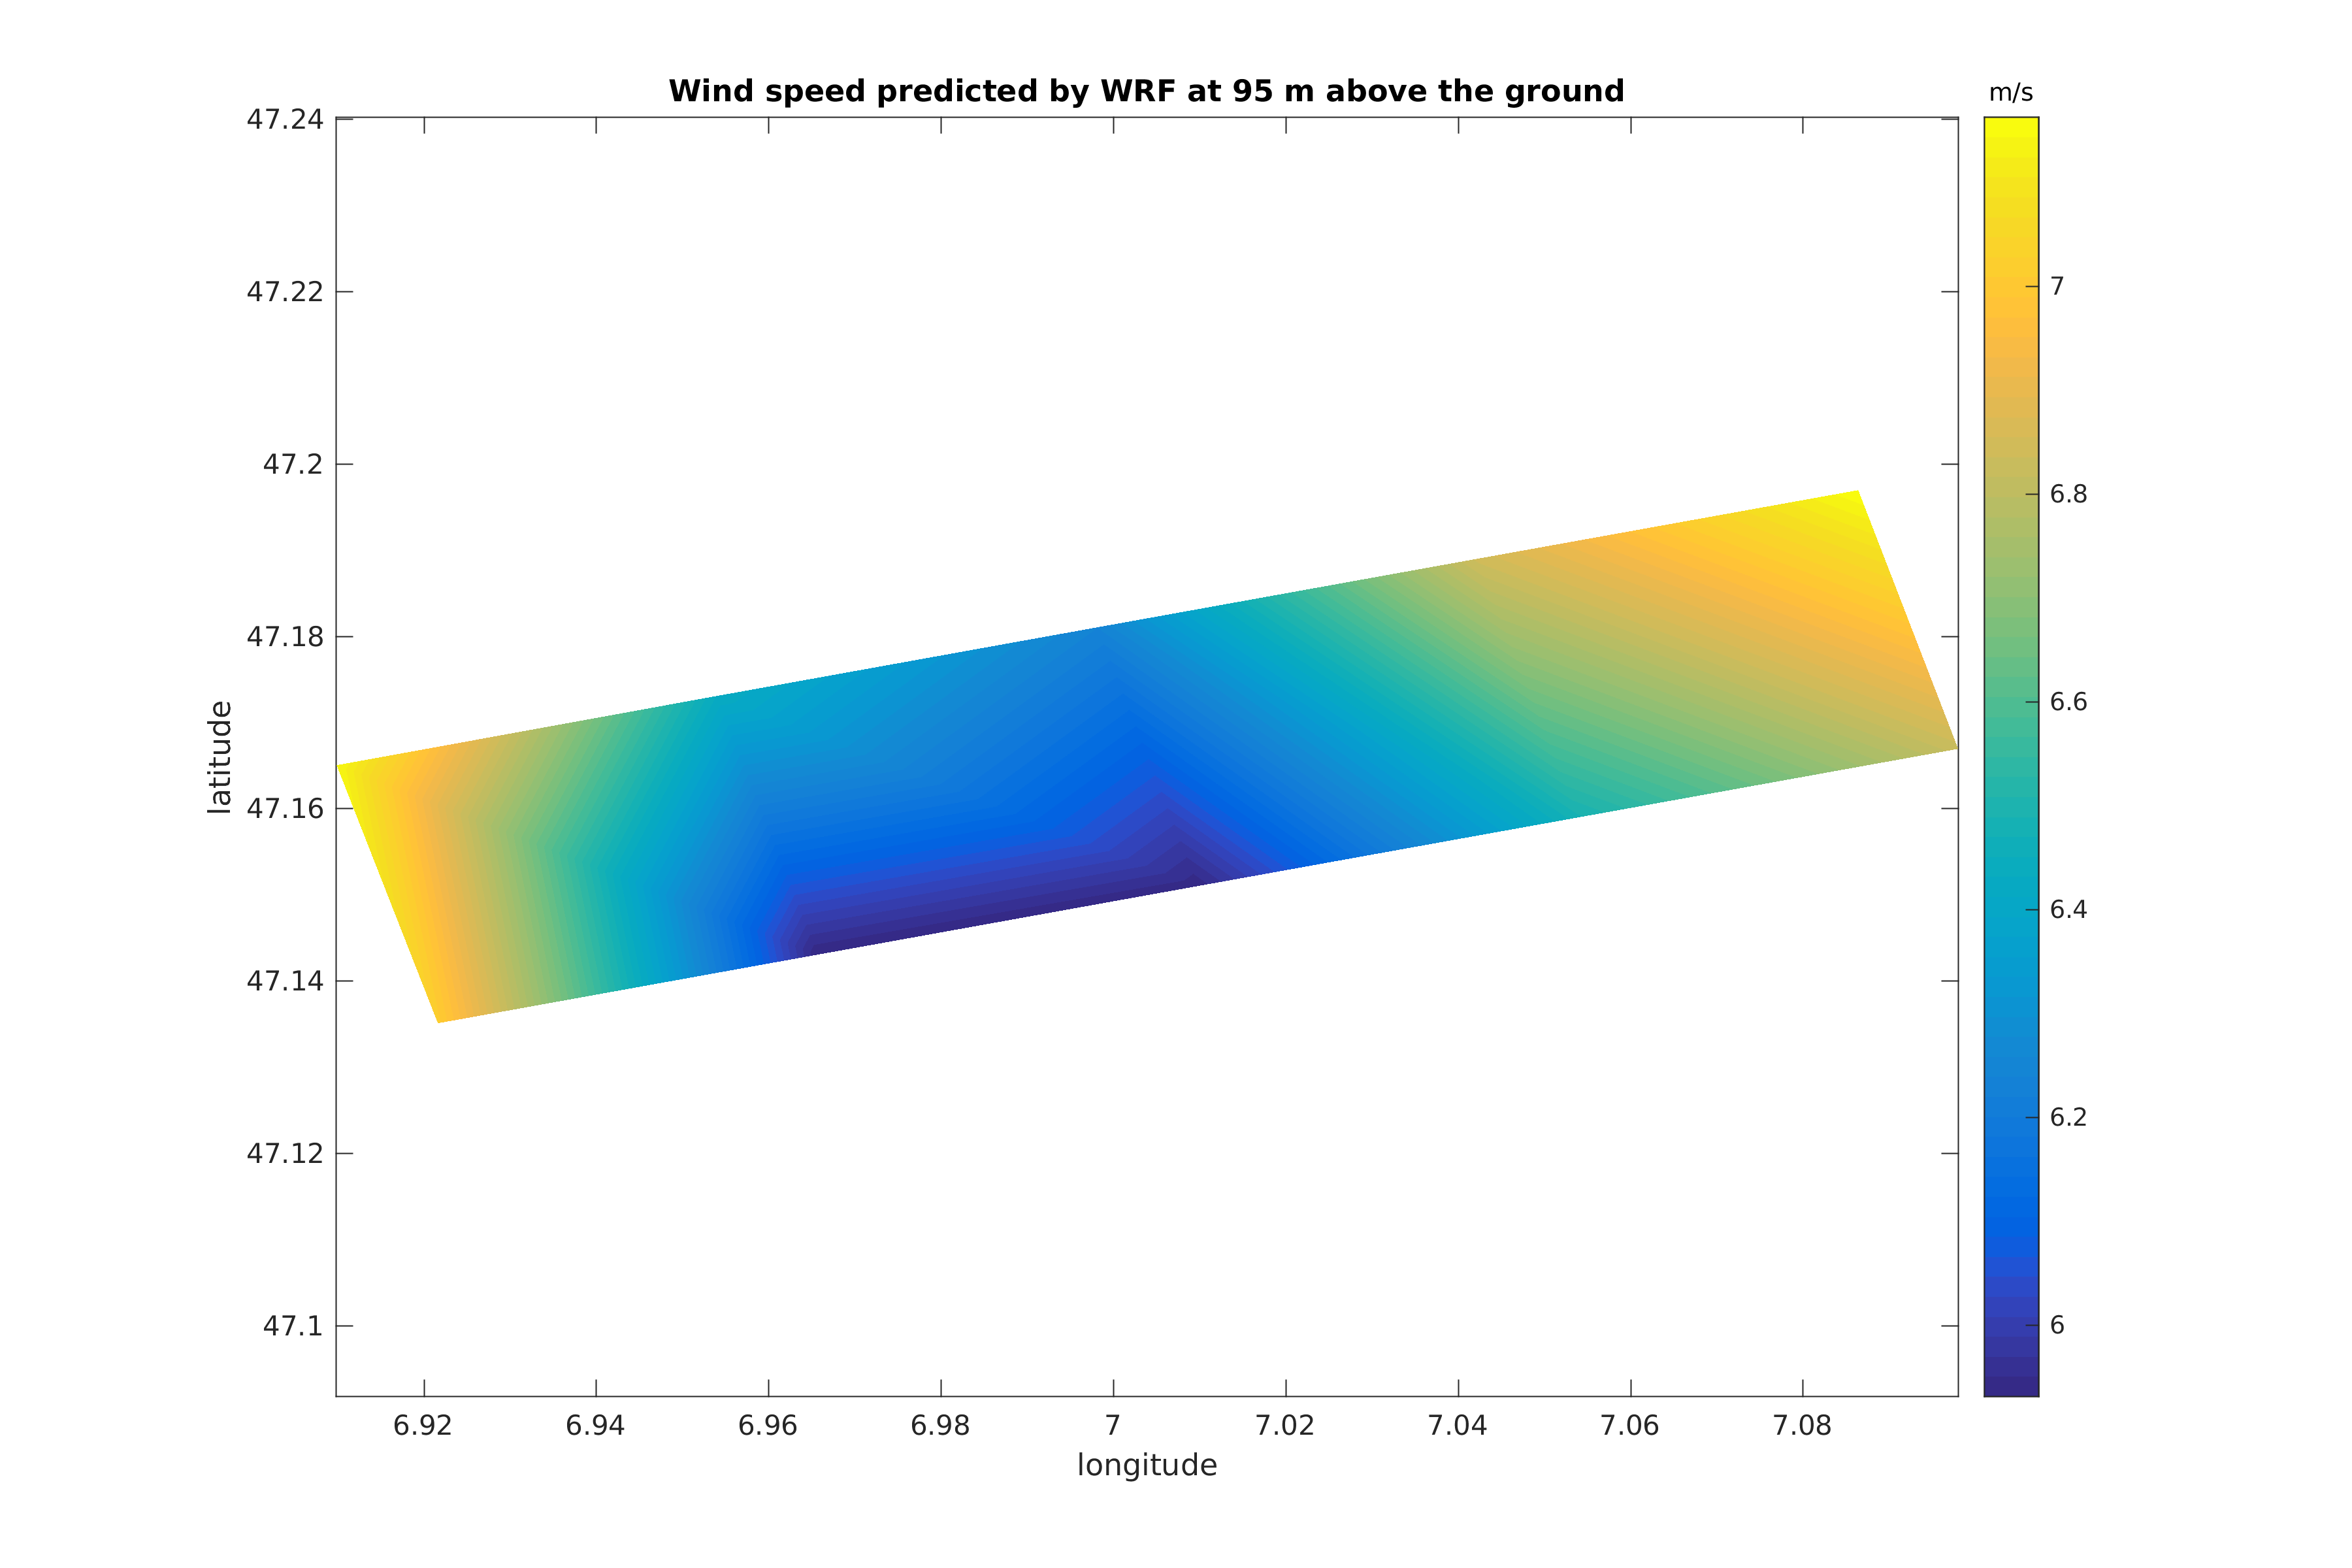 Wind speed predicted by WRF at 95 m above the ground
m/s
47.24
47.22
47.2
47.18
47.16
47.14
47.12
47.1
latitude
6.92 6.94 6.96 6.98 7 7.02 7.04 7.06 7.08
longitude
7
6.8
6.6
6.4
6.2
6